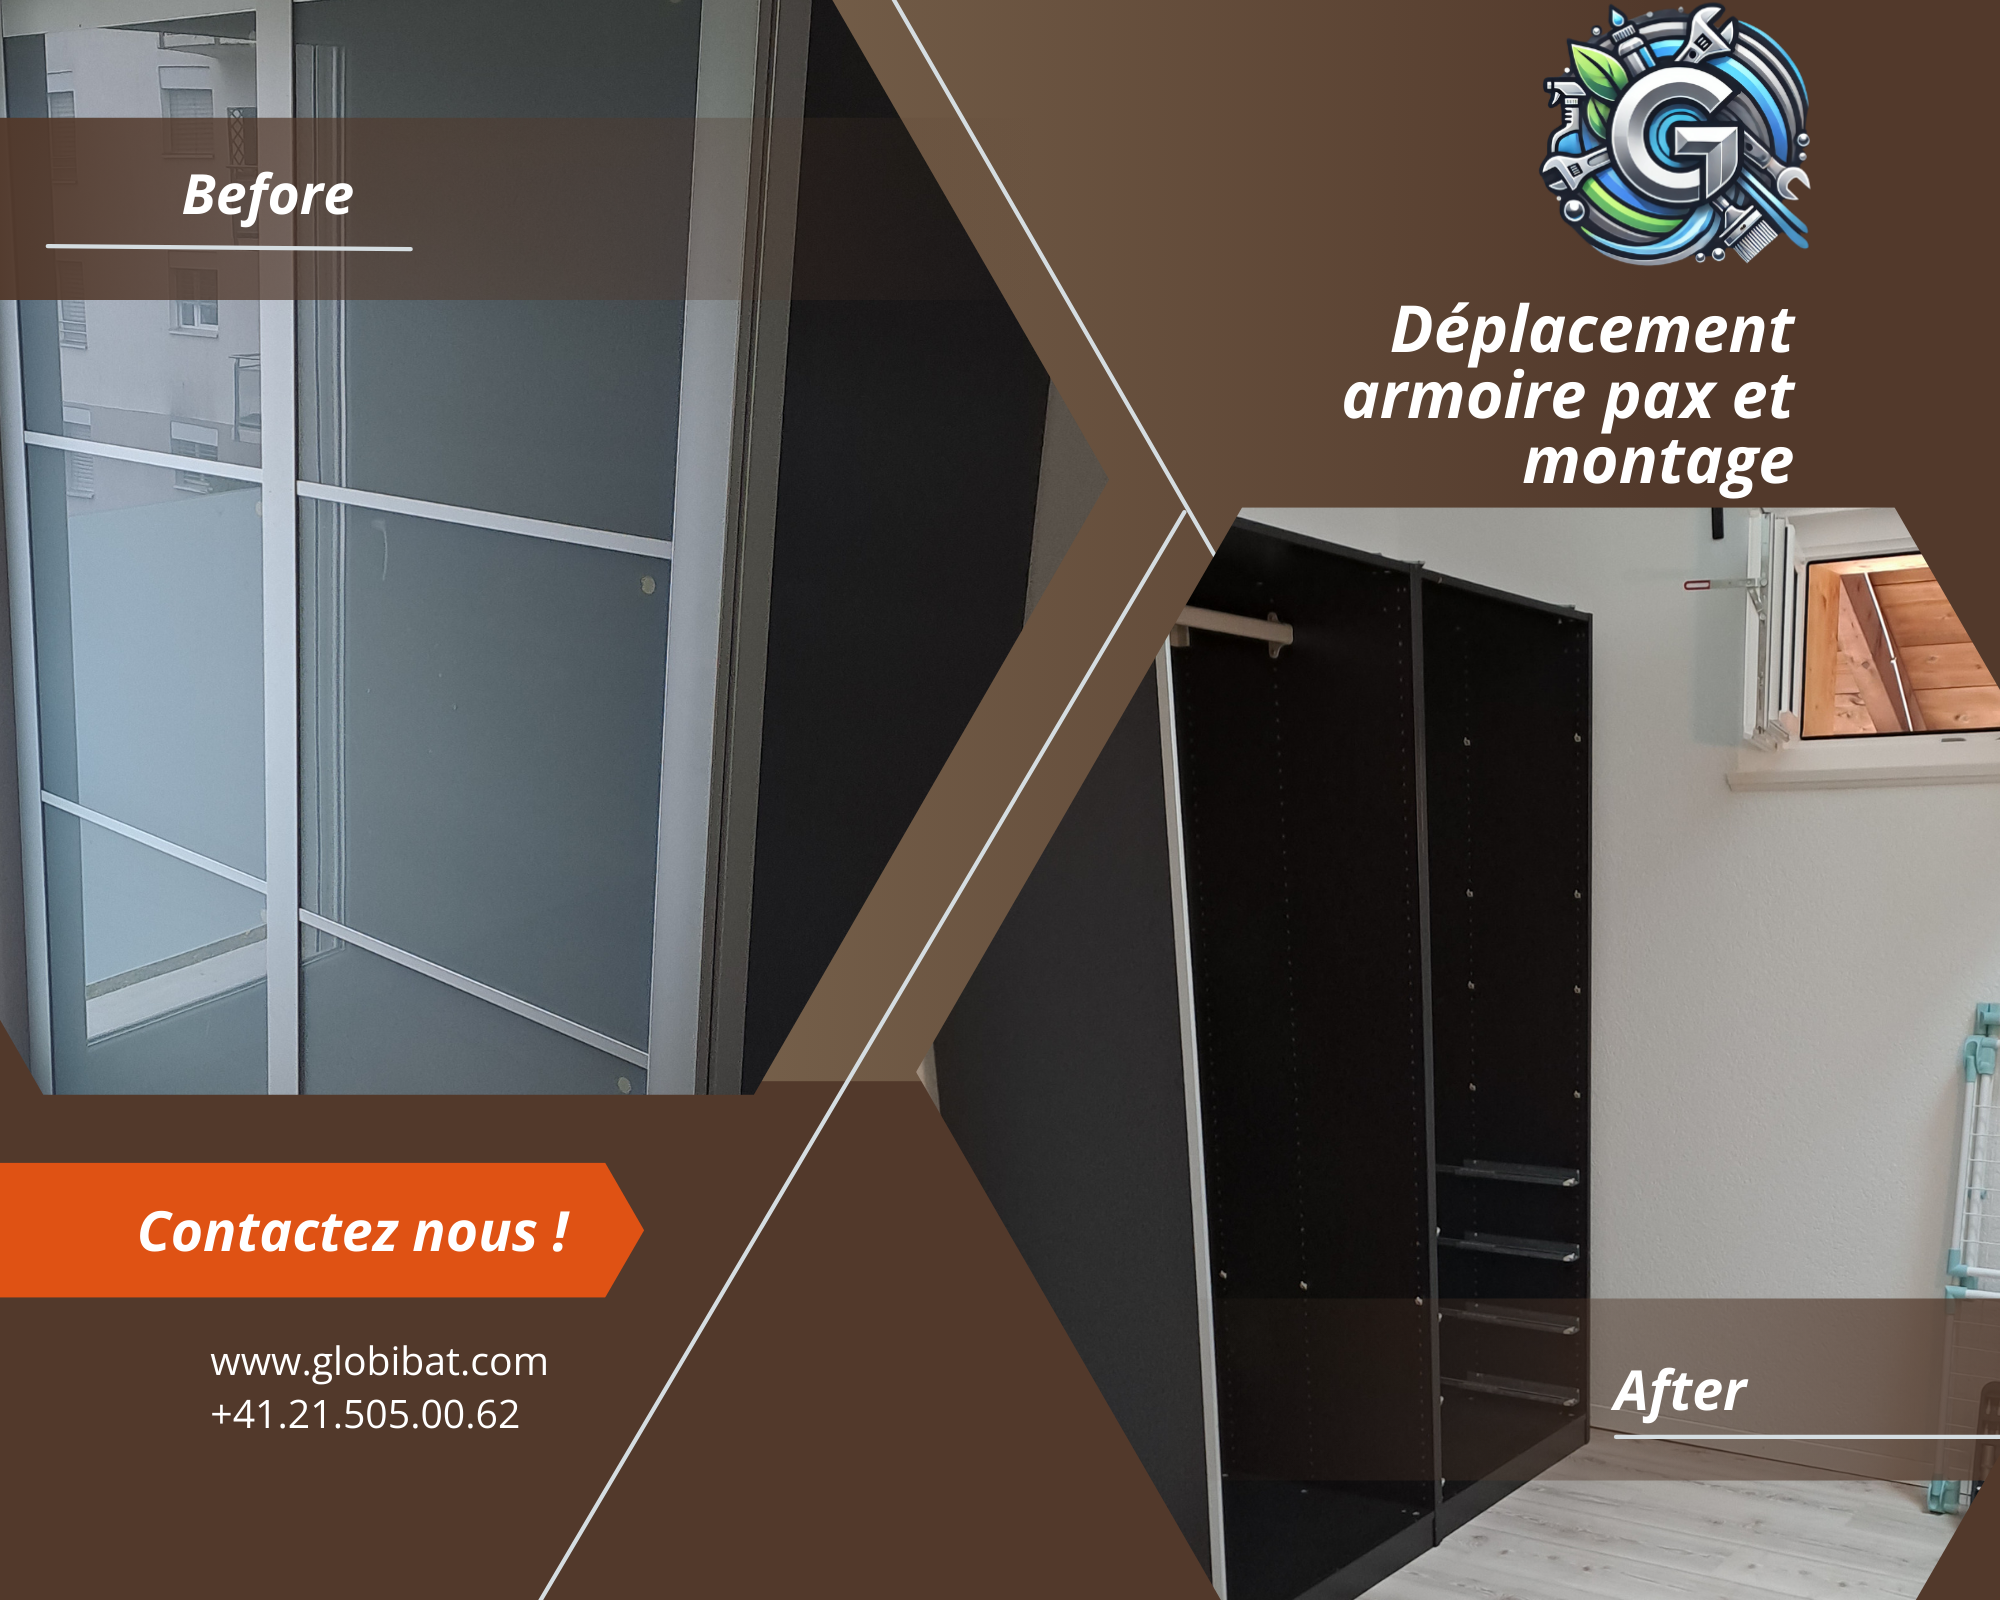 Before
G
Déplacement
armoire pax et
montage
Contactez nous !
www.globibat.com
+41.21.505.00.62
After